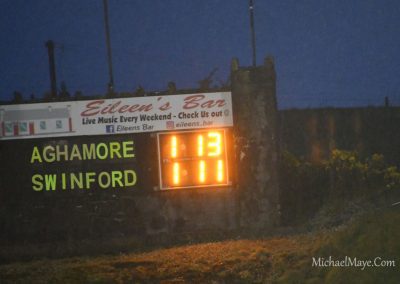 Eileen's Bar
Live Music Every Weekend - Check Us Out
Eileens Bar eileens_bar
AGHAMORE 1 13
SWINFORD 1 11
MichaelMaye.Com